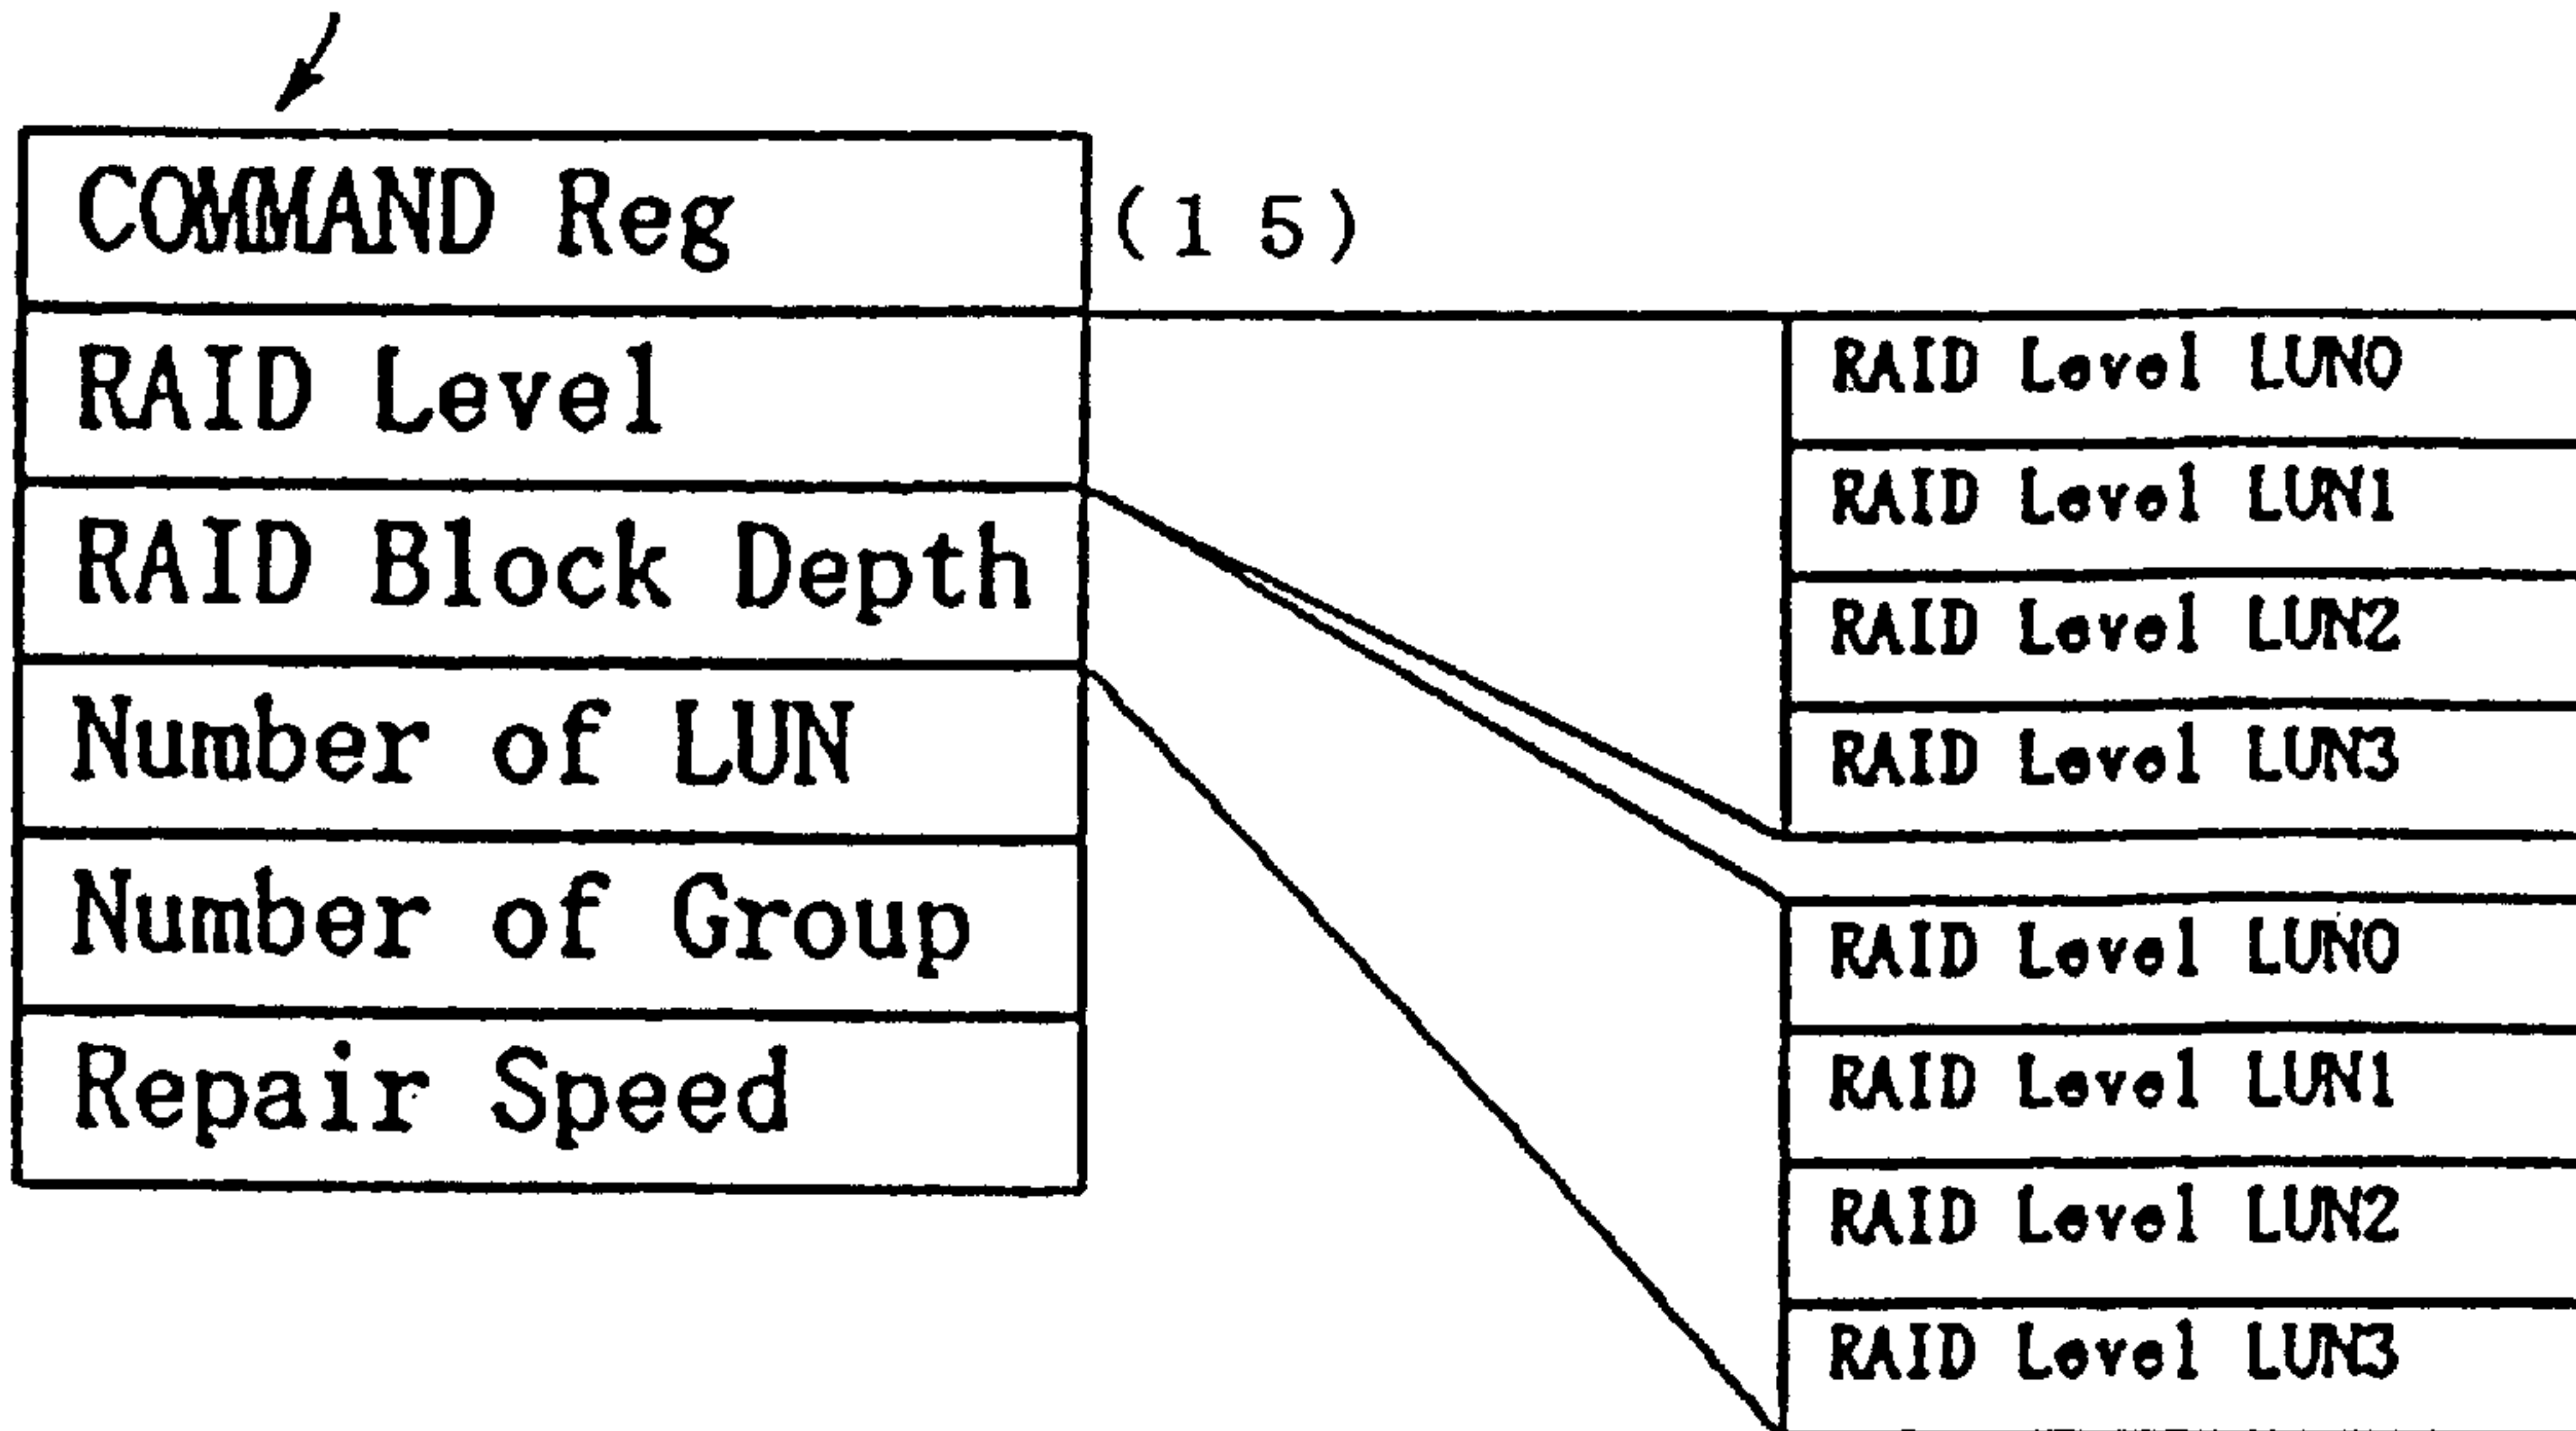 COMMAND Reg
(15)
RAID Level
RAID Block Depth
Number of LUN
Number of Group
Repair Speed
RAID Level LUN0
RAID Level LUN1
RAID Level LUN2
RAID Level LUN3
RAID Level LUN0
RAID Level LUN1
RAID Level LUN2
RAID Level LUN3